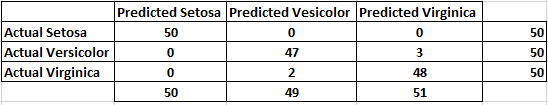 Predicted Setosa Predicted Vesicolor Predicted Virginica
Actual Setosa 50 0 0 50
Actual Versicolor 0 47 3 50
Actual Virginica 0 2 48 50
50 49 51